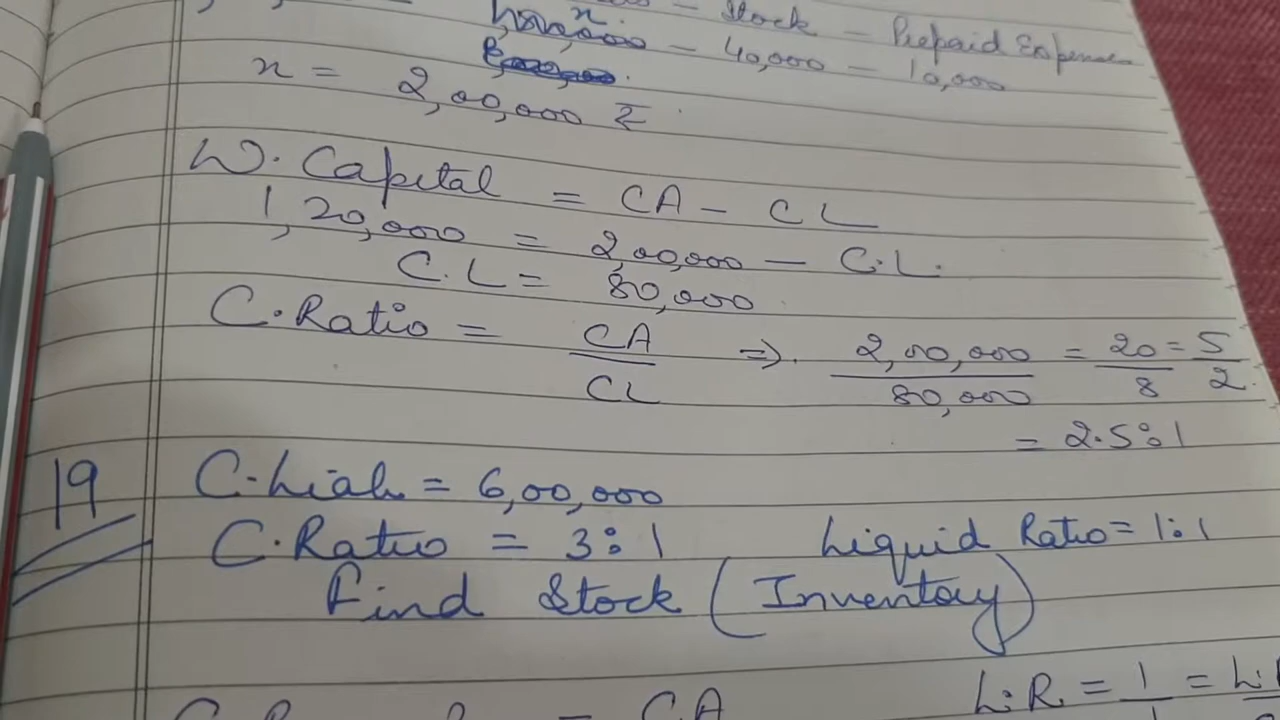 - Stock - Prepaid Expenses
x.
- 40,000 - 10,000
x = 2,00,000 ₹
W. Capital = CA - CL
1,20,000 = 2,00,000 - C.L.
C.L = 80,000
C.Ratio = CA/CL ⇒ 2,00,000/80,000 = 20/8 = 5/2
= 2.5:1
19 C.Liab = 6,00,000
C.Ratio = 3:1 Liquid Ratio = 1:1
Find Stock (Inventory)
L.R. = 1 =
= CA